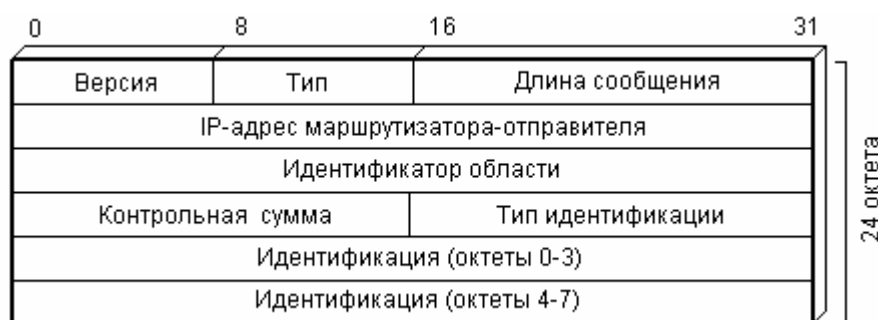 0 8 16 31
Версия Тип Длина сообщения
IP-адрес маршрутизатора-отправителя
Идентификатор области
Контрольная сумма Тип идентификации
Идентификация (октеты 0-3)
Идентификация (октеты 4-7)
24 октета